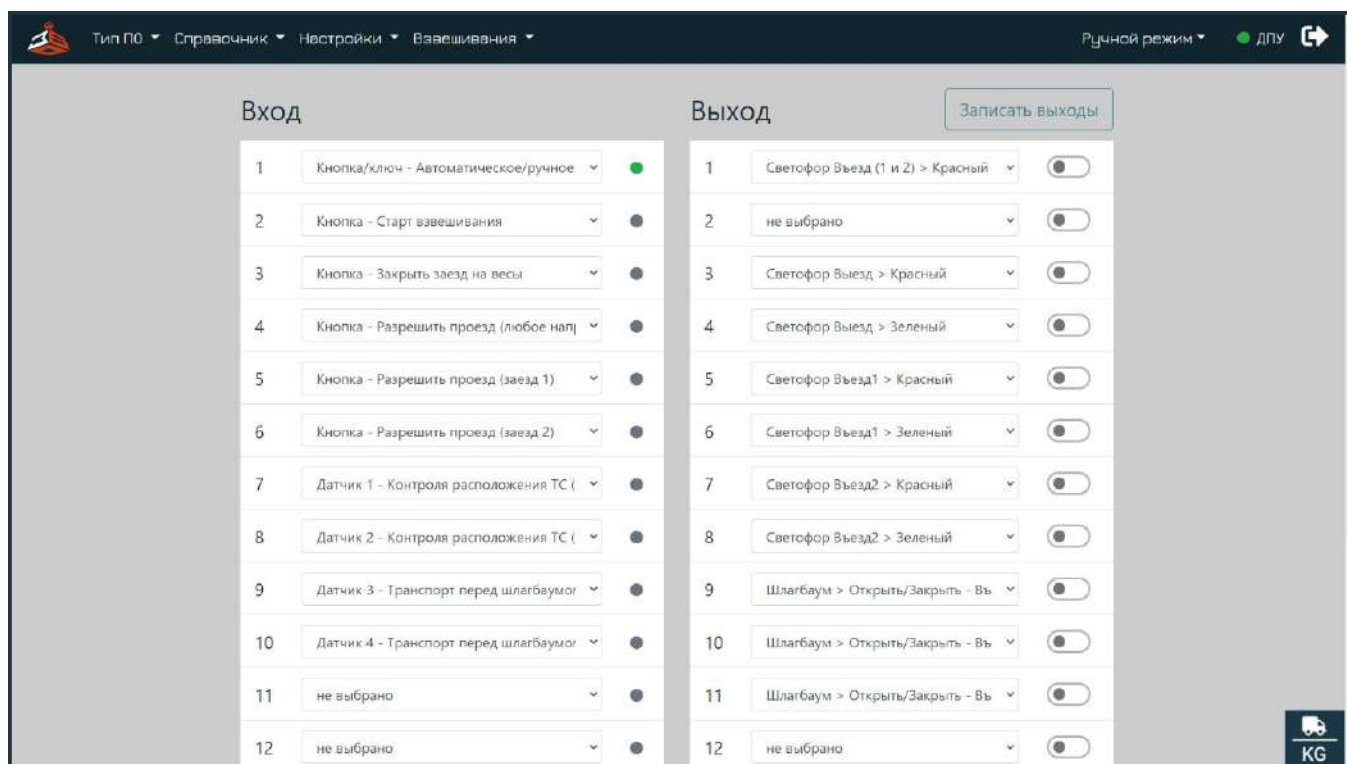 Тип ПО Справочник Настройки Взвешивания Ручной режим ДПУ
Вход
1 Кнопка/ключ - Автоматическое/ручное
2 Кнопка - Старт взвешивания
3 Кнопка - Закрыть заезд на весы
4 Кнопка - Разрешить проезд (любое напр
5 Кнопка - Разрешить проезд (заезд 1)
6 Кнопка - Разрешить проезд (заезд 2)
7 Датчик 1 - Контроля расположения ТС (
8 Датчик 2 - Контроля расположения ТС (
9 Датчик 3 - Транспорт перед шлагбаумог
10 Датчик 4 - Транспорт перед шлагбаумог
11 не выбрано
12 не выбрано
Выход Записать выходы
1 Светофор Въезд (1 и 2) > Красный
2 не выбрано
3 Светофор Выезд > Красный
4 Светофор Выезд > Зеленый
5 Светофор Въезд1 > Красный
6 Светофор Въезд1 > Зеленый
7 Светофор Въезд2 > Красный
8 Светофор Въезд2 > Зеленый
9 Шлагбаум > Открыть/Закрыть - Въ
10 Шлагбаум > Открыть/Закрыть - Въ
11 Шлагбаум > Открыть/Закрыть - Въ
12 не выбрано
KG